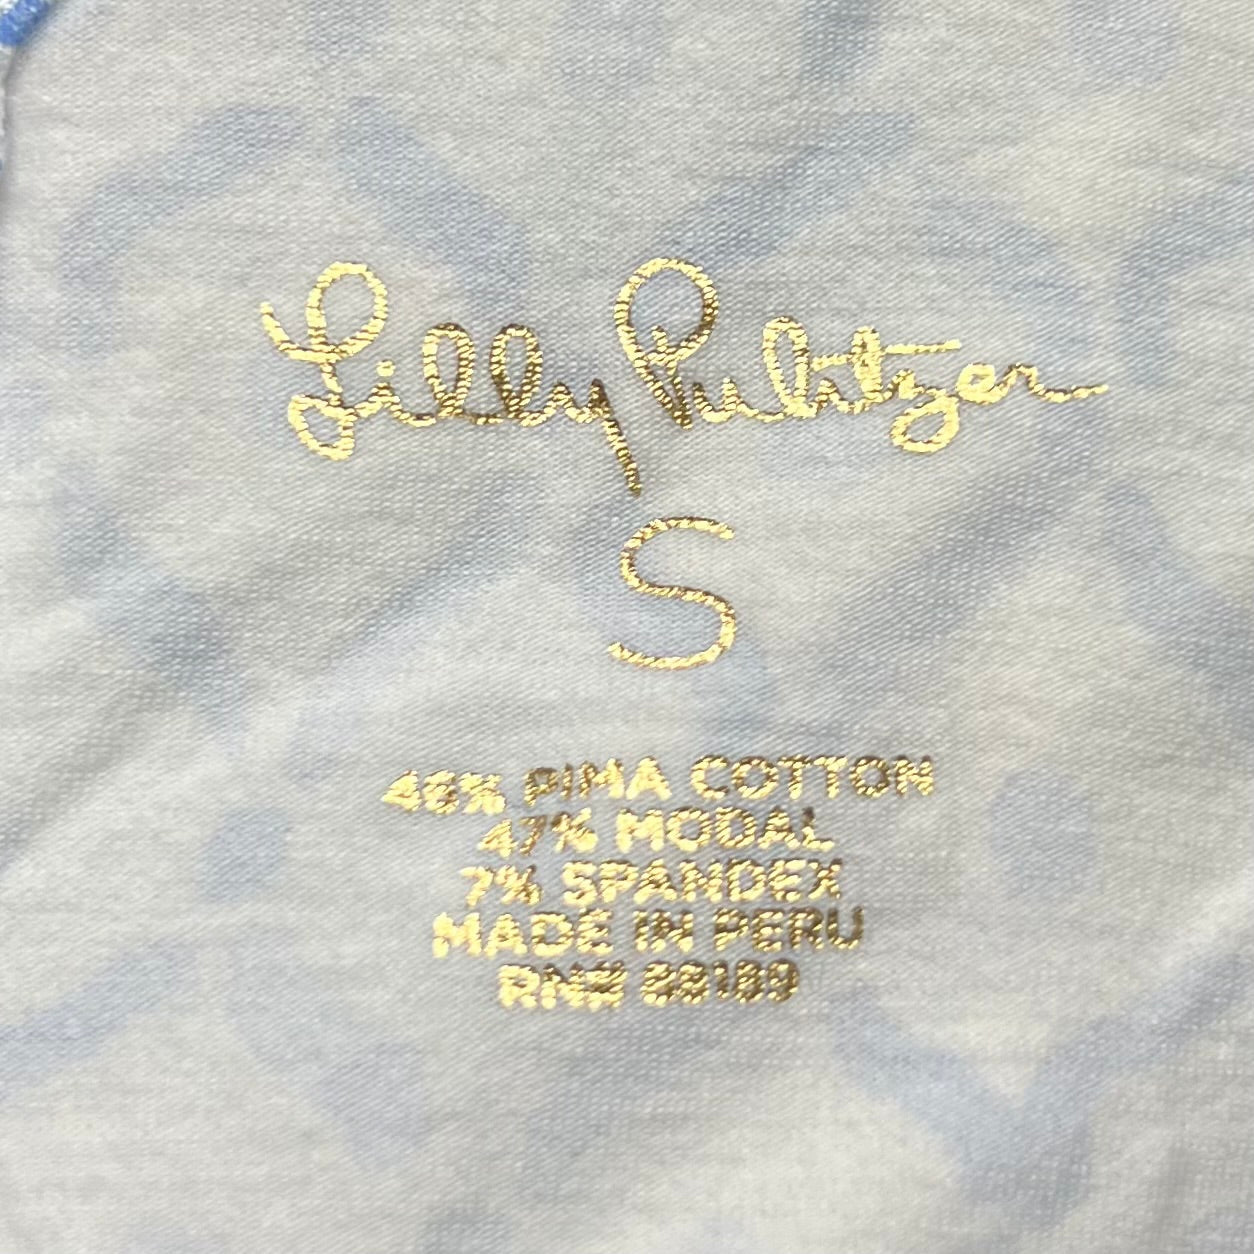 Lilly Pulitzer
S
46% PIMA COTTON
47% MODAL
7% SPANDEX
MADE IN PERU
RN# 88189